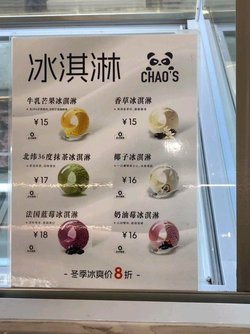 冰淇淋
CHAO'S
牛乳芒果冰淇淋
¥15
香草冰淇淋
¥15
北纬36度抹茶冰淇淋
¥17
椰子冰淇淋
¥16
法国蓝莓冰淇淋
¥18
奶油莓冰淇淋
¥16
- 冬季冰爽价8折 -